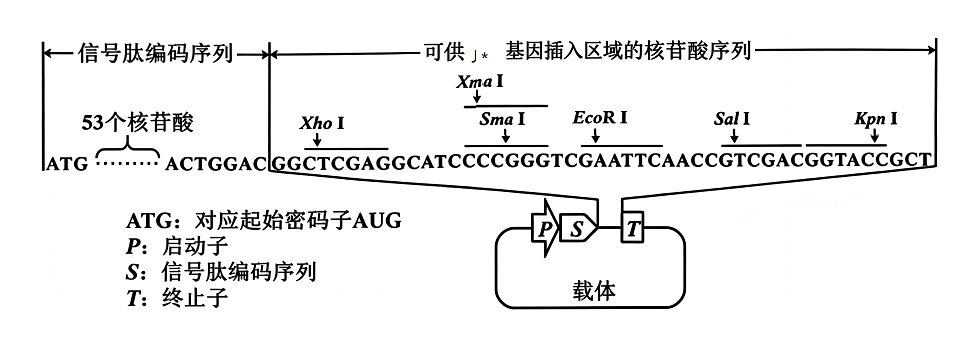 信号肽编码序列
可供 J* 基因插入区域的核苷酸序列
Xma I
53个核苷酸
Xho I
Sma I
EcoR I
Sal I
Kpn I
ATG ········· ACTGGACGGCTCGAGGCATCCCCGGGTCGAATTCAACCGTCGACGGTACCGCT
ATG：对应起始密码子AUG
P：启动子
S：信号肽编码序列
T：终止子
P
S
T
载体